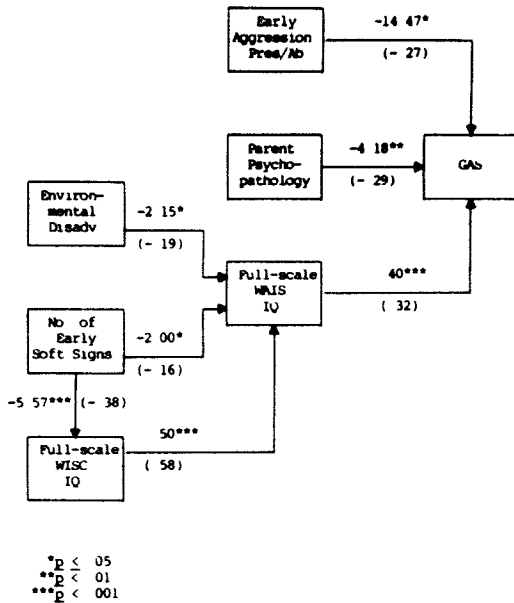 Early
Aggression
Pres/Ab
-14 47*
(- 27)
Parent
Psycho-
pathology
-4 18**
(- 29)
GAS
Environ-
mental
Disadv
-2 15*
(- 19)
Full-scale
WAIS
IQ
40***
( 32)
No of
Early
Soft Signs
-2 00*
(- 16)
-5 57*** (- 38)
Full-scale
WISC
IQ
50***
( 58)
*p ≤ 05
**p < 01
***p < 001